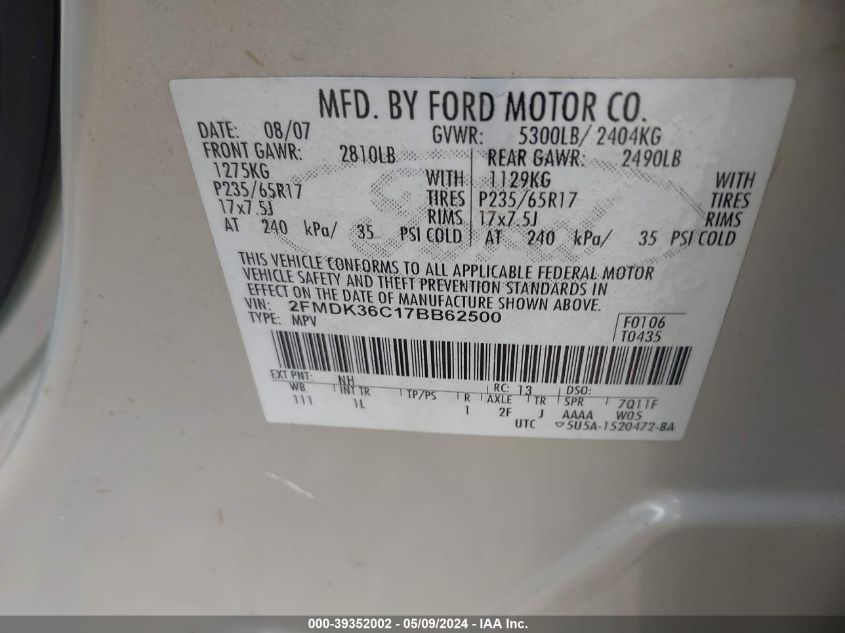 MFD. BY FORD MOTOR CO.
DATE: 08/07 GVWR: 5300LB/ 2404KG
FRONT GAWR: 2810LB REAR GAWR: 2490LB
1275KG WITH 1129KG WITH
P235/65R17 TIRES P235/65R17 TIRES
17x7.5J RIMS 17x7.5J RIMS
AT 240 kPa/ 35 PSI COLD AT 240 kPa/ 35 PSI COLD
THIS VEHICLE CONFORMS TO ALL APPLICABLE FEDERAL MOTOR
VEHICLE SAFETY AND THEFT PREVENTION STANDARDS IN
EFFECT ON THE DATE OF MANUFACTURE SHOWN ABOVE.
VIN: 2FMDK36C17BB62500
TYPE: MPV F0106
T0435
EXT PNT: NH RC: 13 DSO:
WB INT TR TP/PS R AXLE TR SPR 7Q11F
111 1L 1 2F J AAAA W05
UTC ▽5U5A-1520472-BA
000-39352002 - 05/09/2024 - IAA Inc.